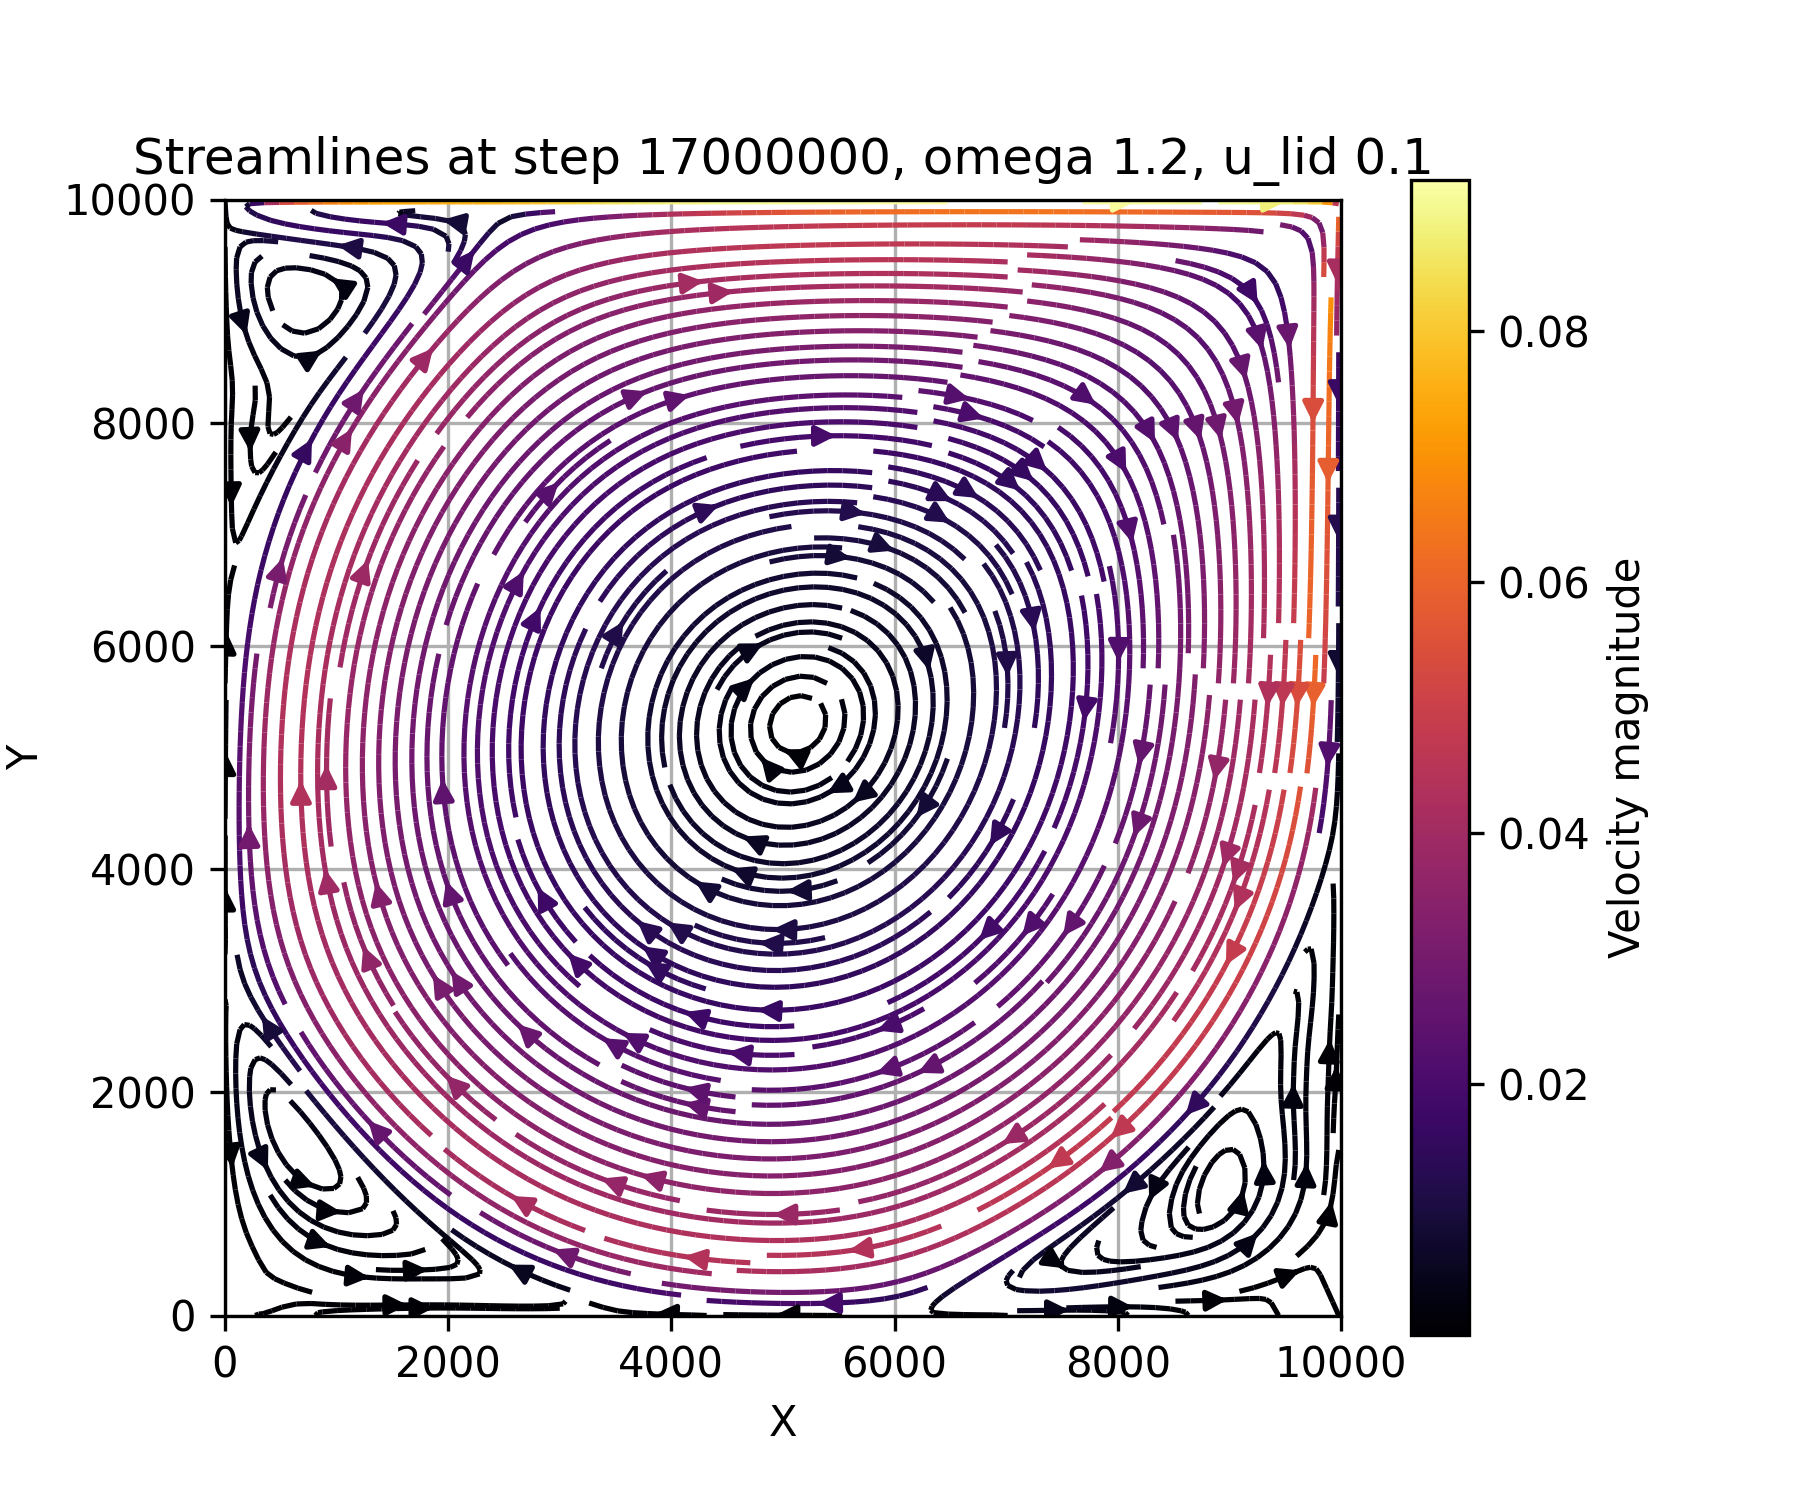 Streamlines at step 17000000, omega 1.2, u_lid 0.1
10000
8000
6000
4000
2000
0
Y
0 2000 4000 6000 8000 10000
X
0.08
0.06
0.04
0.02
Velocity magnitude